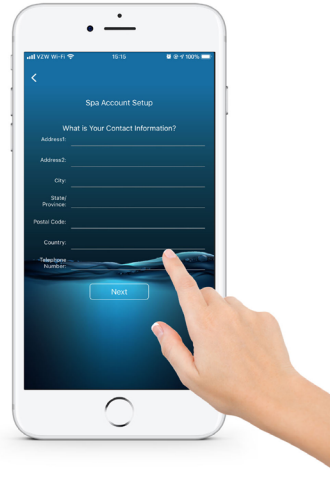 VZW Wi-Fi 15:15 100%
Spa Account Setup
What is Your Contact Information?
Address1:
Address2:
City:
State/
Province:
Postal Code:
Country:
Telephone
Number:
Next